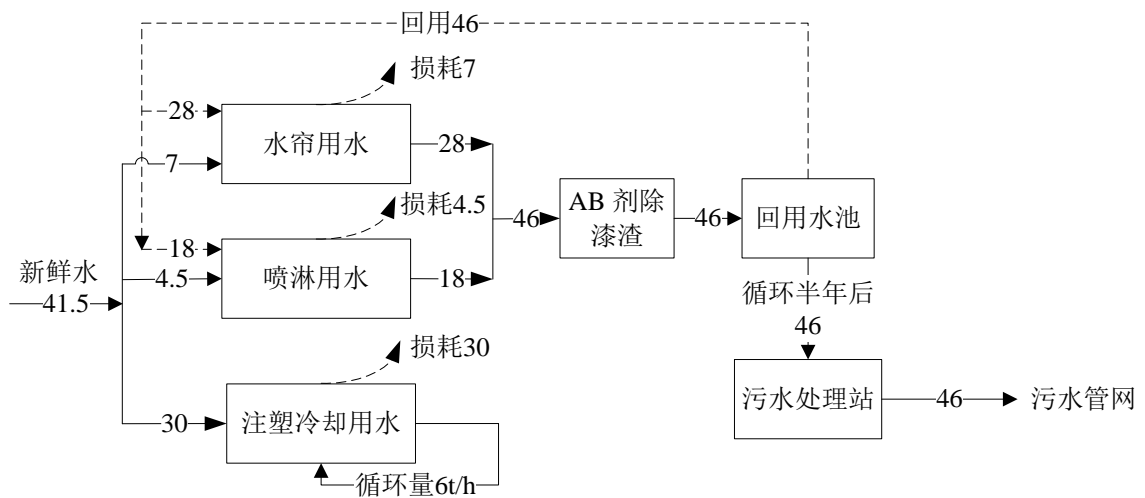 回用46
损耗7
28
水帘用水
28
7
损耗4.5
AB 剂除
漆渣
46
46
回用水池
18
新鲜水
4.5
喷淋用水
18
41.5
循环半年后
46
损耗30
污水处理站
46
污水管网
30
注塑冷却用水
循环量6t/h